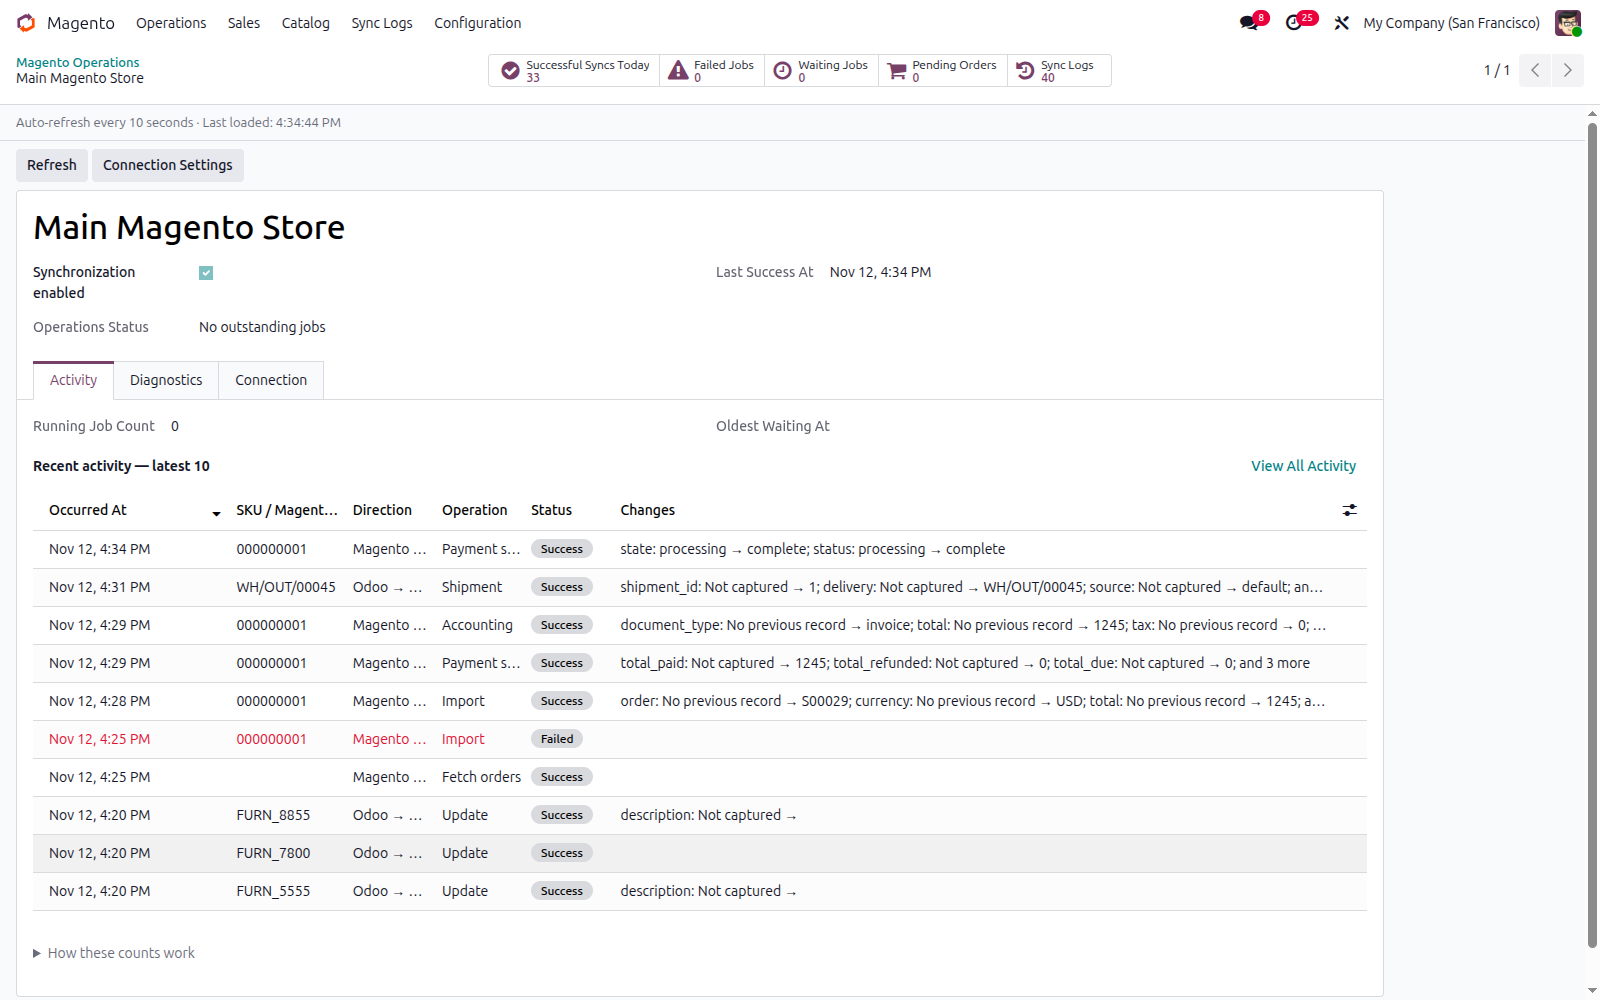 Magento Operations Sales Catalog Sync Logs Configuration 8 25 My Company (San Francisco)
Magento Operations
Main Magento Store
Successful Syncs Today 33
Failed Jobs 0
Waiting Jobs 0
Pending Orders 0
Sync Logs 40
1 / 1
Auto-refresh every 10 seconds · Last loaded: 4:34:44 PM
Refresh Connection Settings
Main Magento Store
Synchronization enabled
Last Success At Nov 12, 4:34 PM
Operations Status No outstanding jobs
Activity Diagnostics Connection
Running Job Count 0 Oldest Waiting At
Recent activity — latest 10 View All Activity
Occurred At SKU / Magent... Direction Operation Status Changes
Nov 12, 4:34 PM 000000001 Magento ... Payment s... Success state: processing → complete; status: processing → complete
Nov 12, 4:31 PM WH/OUT/00045 Odoo → ... Shipment Success shipment_id: Not captured → 1; delivery: Not captured → WH/OUT/00045; source: Not captured → default; an...
Nov 12, 4:29 PM 000000001 Magento ... Accounting Success document_type: No previous record → invoice; total: No previous record → 1245; tax: No previous record → 0; ...
Nov 12, 4:29 PM 000000001 Magento ... Payment s... Success total_paid: Not captured → 1245; total_refunded: Not captured → 0; total_due: Not captured → 0; and 3 more
Nov 12, 4:28 PM 000000001 Magento ... Import Success order: No previous record → S00029; currency: No previous record → USD; total: No previous record → 1245; a...
Nov 12, 4:25 PM 000000001 Magento ... Import Failed
Nov 12, 4:25 PM Magento ... Fetch orders Success
Nov 12, 4:20 PM FURN_8855 Odoo → ... Update Success description: Not captured →
Nov 12, 4:20 PM FURN_7800 Odoo → ... Update Success
Nov 12, 4:20 PM FURN_5555 Odoo → ... Update Success description: Not captured →
How these counts work